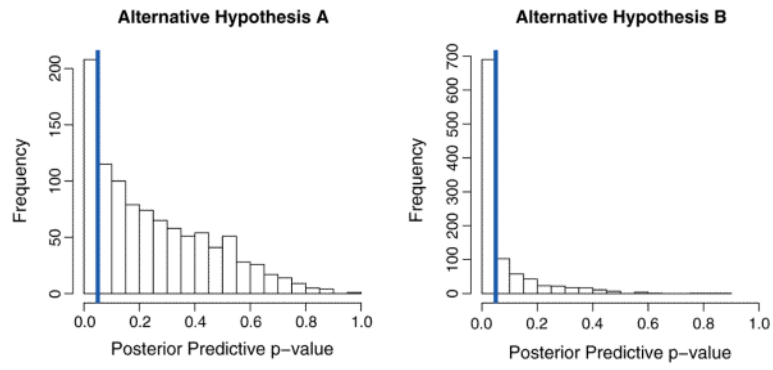 Alternative Hypothesis A
Frequency
200
150
100
50
0
0.0 0.2 0.4 0.6 0.8 1.0
Posterior Predictive p−value
Alternative Hypothesis B
Frequency
700
600
500
400
300
200
100
0
0.0 0.2 0.4 0.6 0.8 1.0
Posterior Predictive p−value